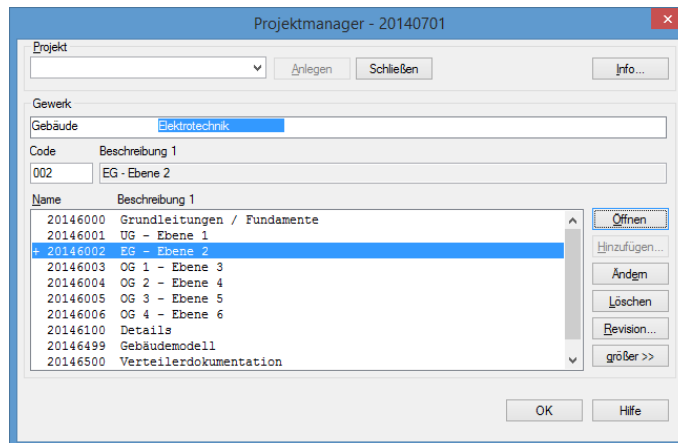 Projektmanager - 20140701
Projekt
Anlegen Schließen Info...
Gewerk
Gebäude Elektrotechnik
Code Beschreibung 1
002 EG - Ebene 2
Name Beschreibung 1
20146000 Grundleitungen / Fundamente
20146001 UG - Ebene 1
+ 20146002 EG - Ebene 2
20146003 OG 1 - Ebene 3
20146004 OG 2 - Ebene 4
20146005 OG 3 - Ebene 5
20146006 OG 4 - Ebene 6
20146100 Details
20146499 Gebäudemodell
20146500 Verteilerdokumentation
Öffnen
Hinzufügen...
Ändern
Löschen
Revision...
größer >>
OK Hilfe